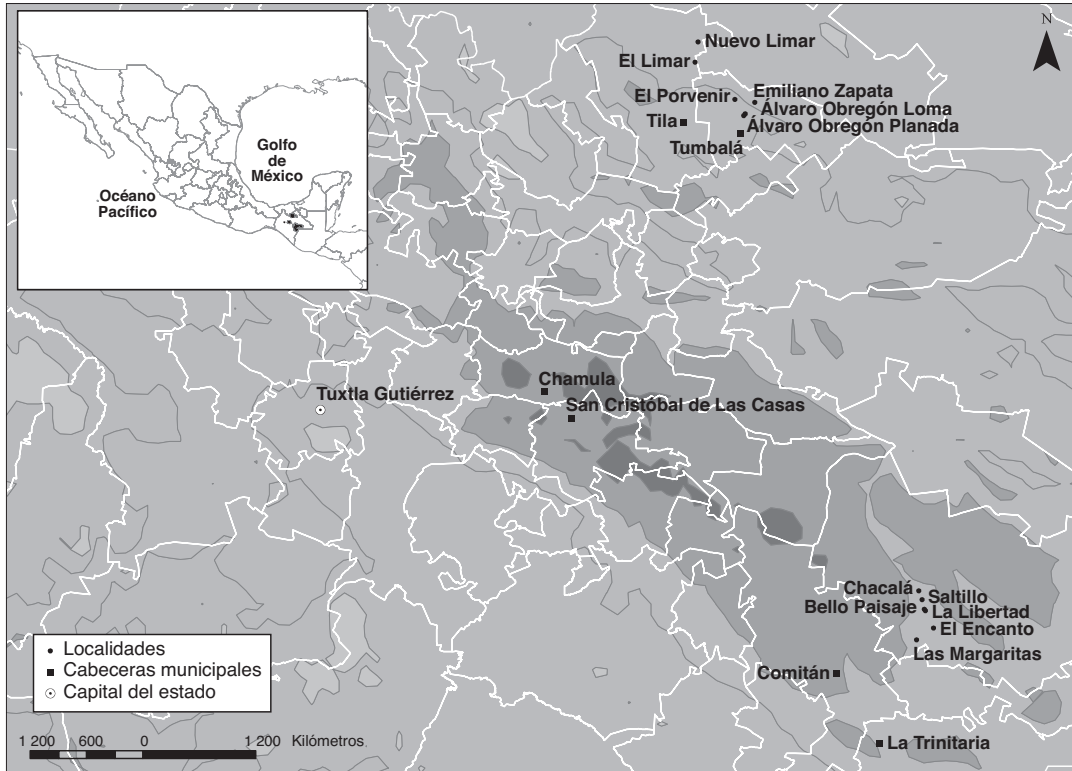 N
Golfo
de
México
Océano
Pacífico
Nuevo Limar
El Limar
El Porvenir
Emiliano Zapata
Álvaro Obregón Loma
Tila
Álvaro Obregón Planada
Tumbalá
Chamula
Tuxtla Gutiérrez
San Cristóbal de Las Casas
Chacalá
Saltillo
Bello Paisaje
La Libertad
El Encanto
Las Margaritas
Comitán
La Trinitaria
Localidades
Cabeceras municipales
Capital del estado
1 200 600 0 1 200 Kilómetros